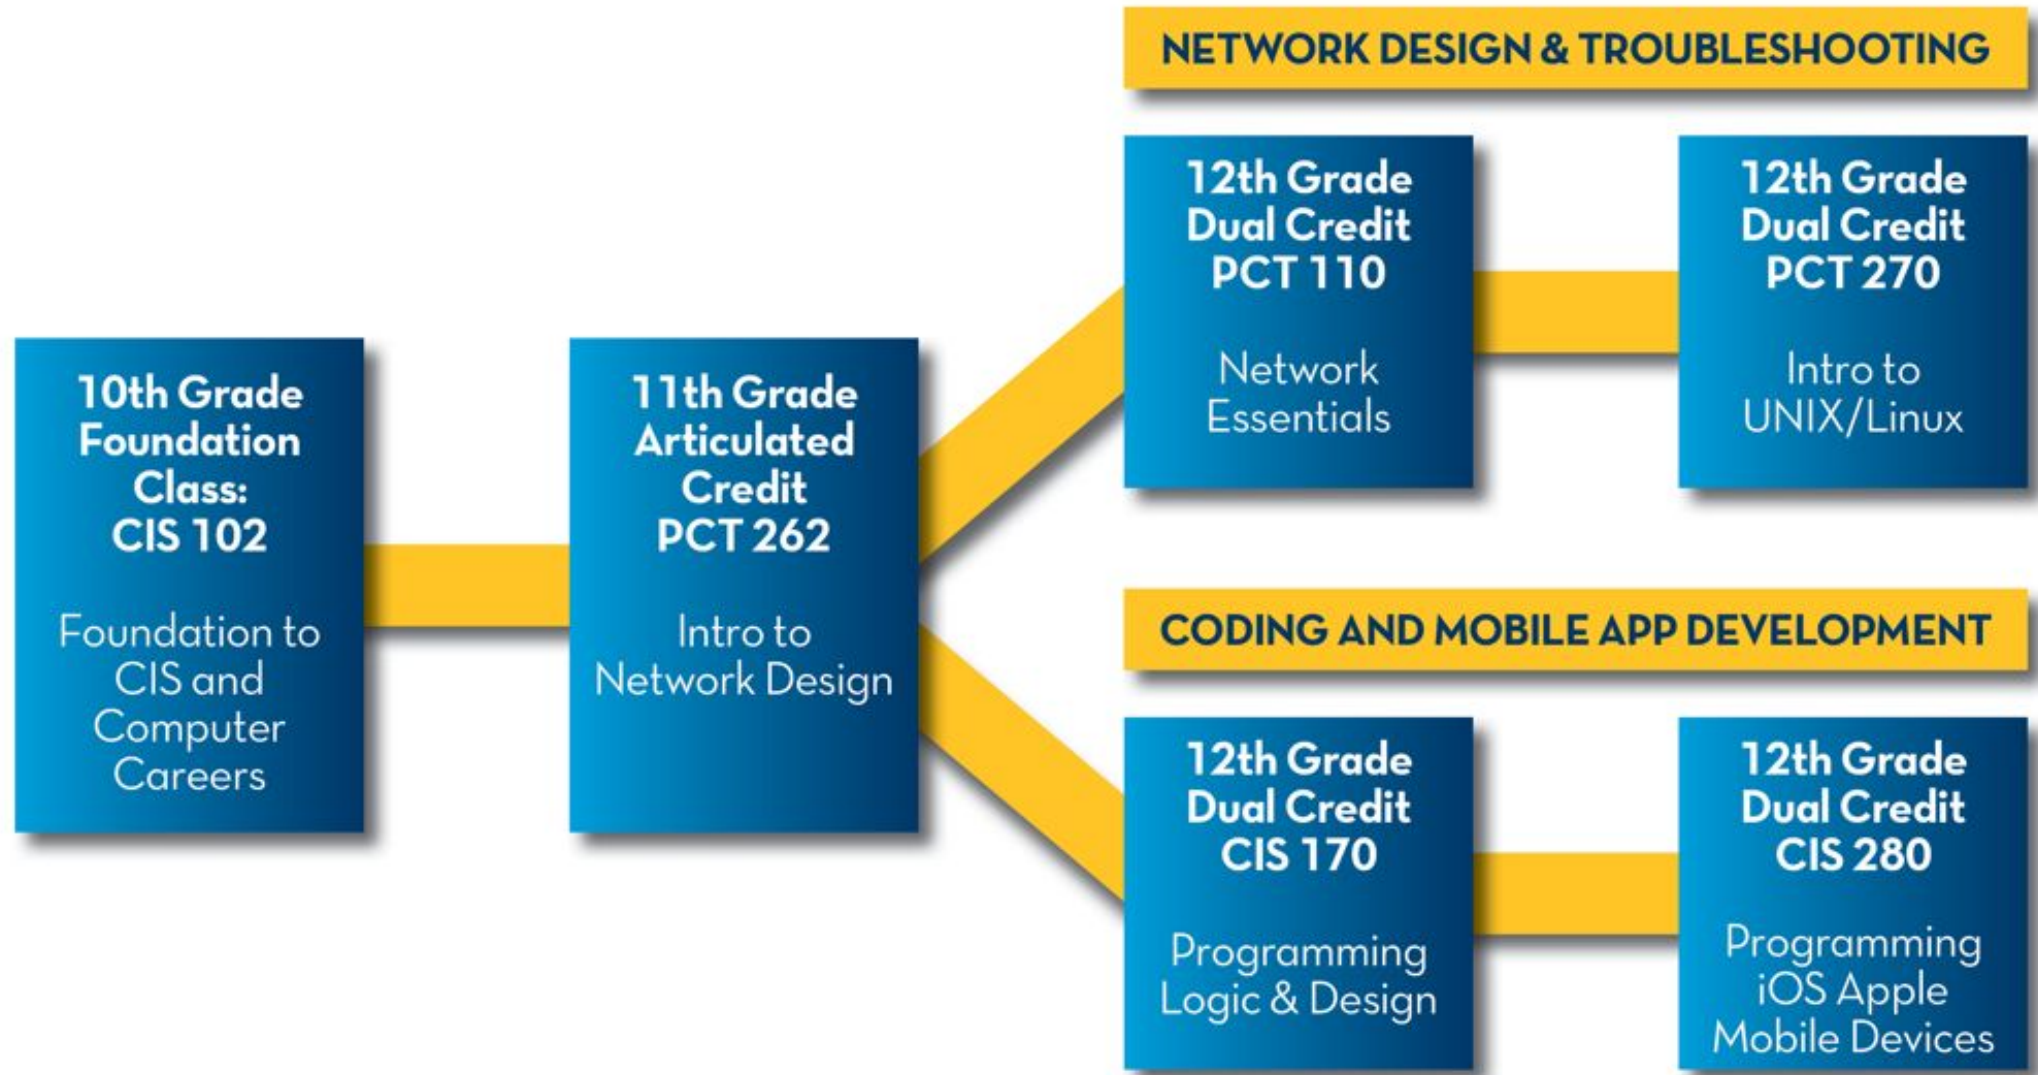 10th Grade
Foundation
Class:
CIS 102
Foundation to
CIS and
Computer
Careers
11th Grade
Articulated
Credit
PCT 262
Intro to
Network Design
NETWORK DESIGN & TROUBLESHOOTING
12th Grade
Dual Credit
PCT 110
Network
Essentials
12th Grade
Dual Credit
PCT 270
Intro to
UNIX/Linux
CODING AND MOBILE APP DEVELOPMENT
12th Grade
Dual Credit
CIS 170
Programming
Logic & Design
12th Grade
Dual Credit
CIS 280
Programming
iOS Apple
Mobile Devices